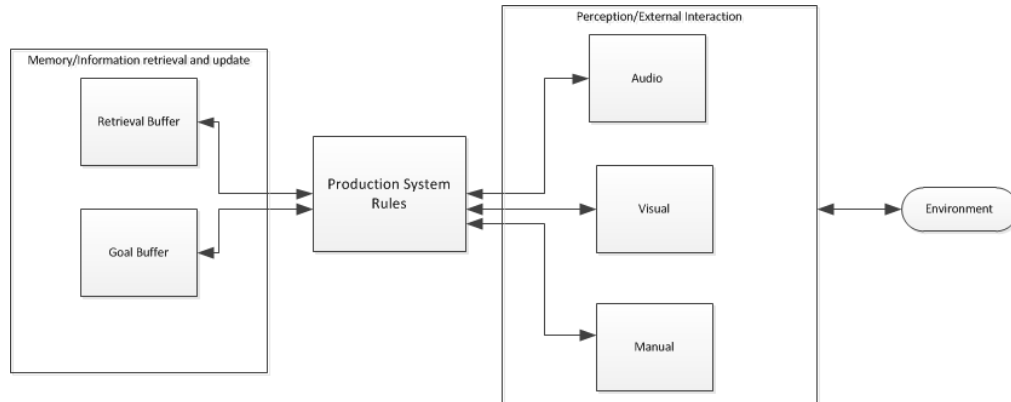 Perception/External Interaction
Memory/Information retrieval and update
Audio
Retrieval Buffer
Production System
Rules
Visual
Environment
Goal Buffer
Manual